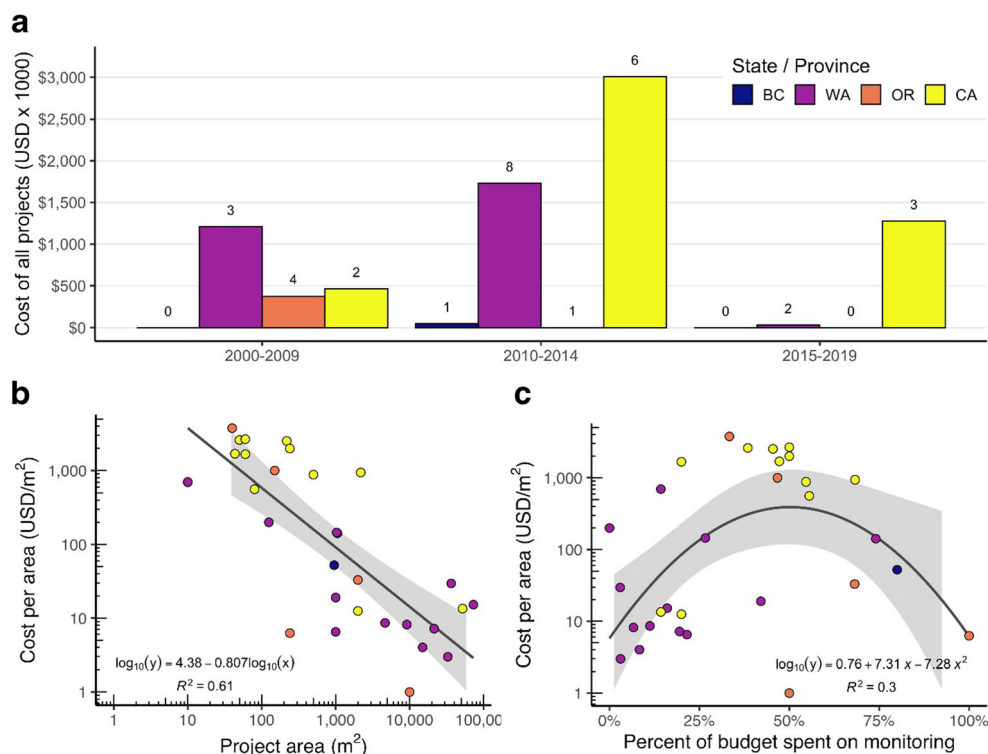 a
Cost of all projects (USD x 1000)
$3,000
$2,500
$2,000
$1,500
$1,000
$500
$0
State / Province
BC WA OR CA
0 3 4 2 1 8 1 6 0 2 0 3
2000-2009 2010-2014 2015-2019
b
Cost per area (USD/m²)
1,000
100
10
1
log₁₀(y) = 4.38 − 0.807log₁₀(x)
R² = 0.61
1 10 100 1,000 10,000 100,00
Project area (m²)
c
Cost per area (USD/m²)
1,000
100
10
1
log₁₀(y) = 0.76 + 7.31 x − 7.28 x²
R² = 0.3
0% 25% 50% 75% 100%
Percent of budget spent on monitoring